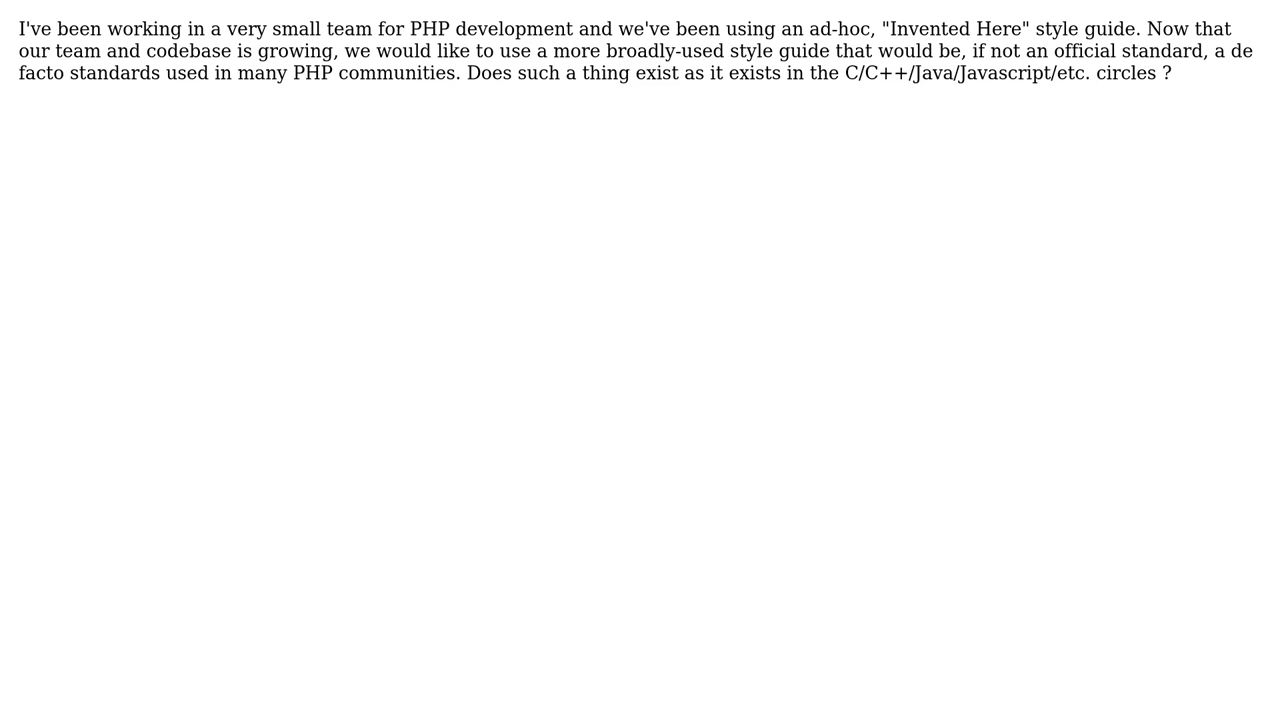 I've been working in a very small team for PHP development and we've been using an ad-hoc, "Invented Here" style guide. Now that
our team and codebase is growing, we would like to use a more broadly-used style guide that would be, if not an official standard, a de
facto standards used in many PHP communities. Does such a thing exist as it exists in the C/C++/Java/Javascript/etc. circles ?